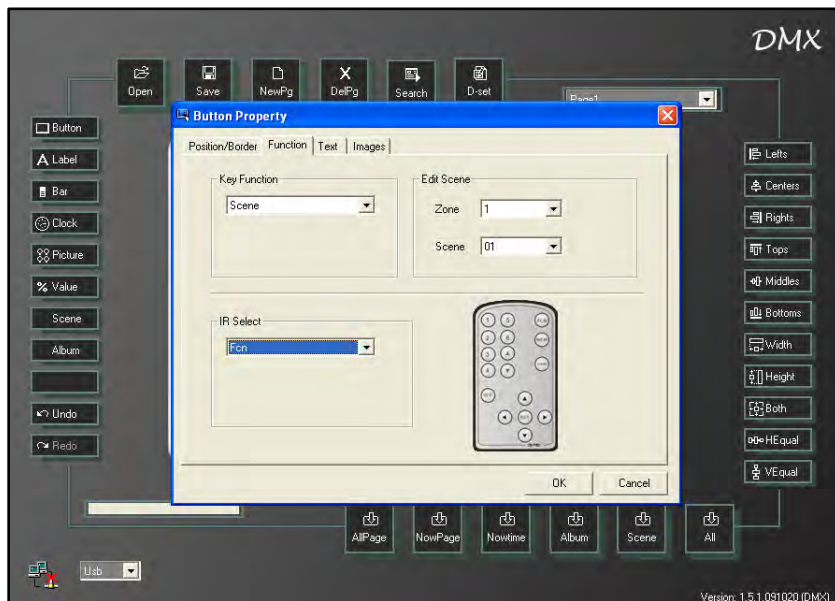 DMX
Open
Save
NewPg
DelPg
Search
D-set
Page1
Button Property
Position/Border
Function
Text
Images
Key Function
Scene
Edit Scene
Zone
1
Scene
01
IR Select
Fcn
OK
Cancel
Button
A Label
Bar
Clock
Picture
% Value
Scene
Album
Undo
Redo
Lefts
Centers
Rights
Tops
Middles
Bottoms
Width
Height
Both
HEqual
VEqual
AllPage
NowPage
Nowtime
Album
Scene
All
Usb
Version: 1.5.1.091020 (DMX)